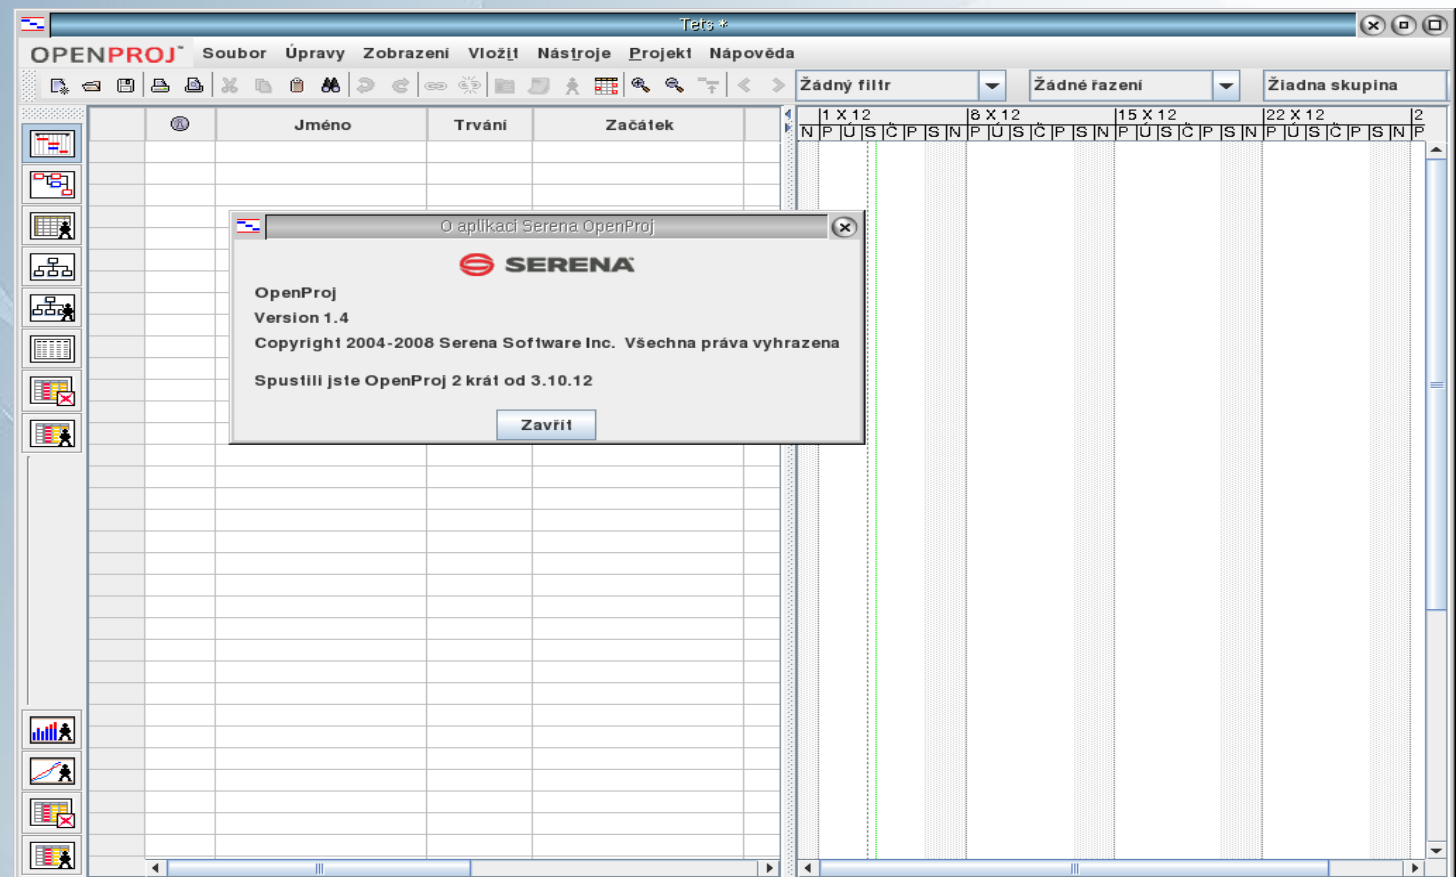 Tets *
OPENPROJ Soubor Úpravy Zobrazení Vložit Nástroje Projekt Nápověda
Žádný filtr Žádné řazení Žiadna skupina
Jméno Trvání Začátek
1 X 12 8 X 12 15 X 12 22 X 12 2
N P Ú S Č P S N P Ú S Č P S N P Ú S Č P S N P Ú S Č P S N P
O aplikaci Serena OpenProj
SERENA
OpenProj
Version 1.4
Copyright 2004-2008 Serena Software Inc. Všechna práva vyhrazena
Spustili jste OpenProj 2 krát od 3.10.12
Zavřít